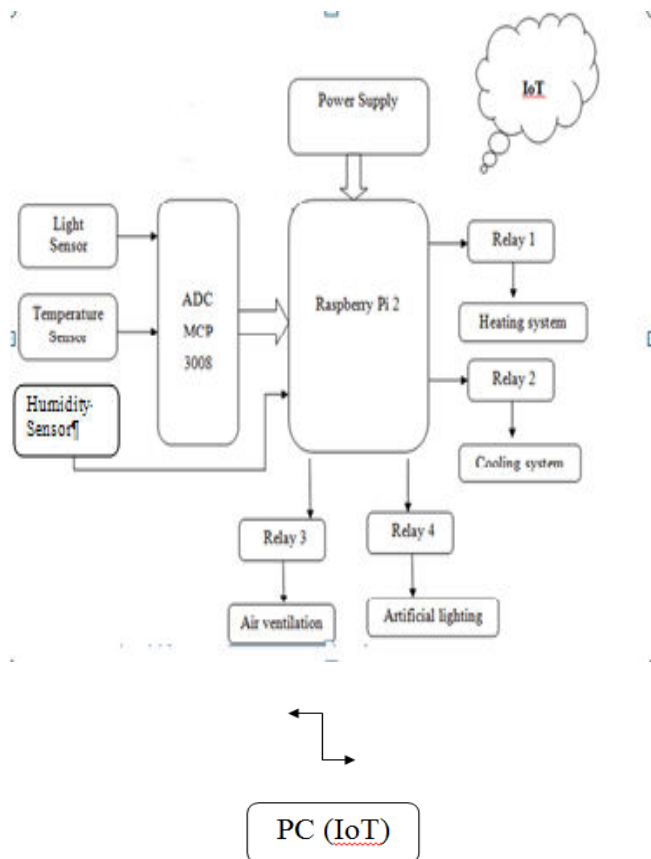 Power Supply
IoT
Light
Sensor
Temperature
Sensor
Humidity
Sensor¶
ADC
MCP
3008
Raspberry Pi 2
Relay 1
Heating system
Relay 2
Cooling system
Relay 3
Relay 4
Air ventilation
Artificial lighting
PC (IoT)